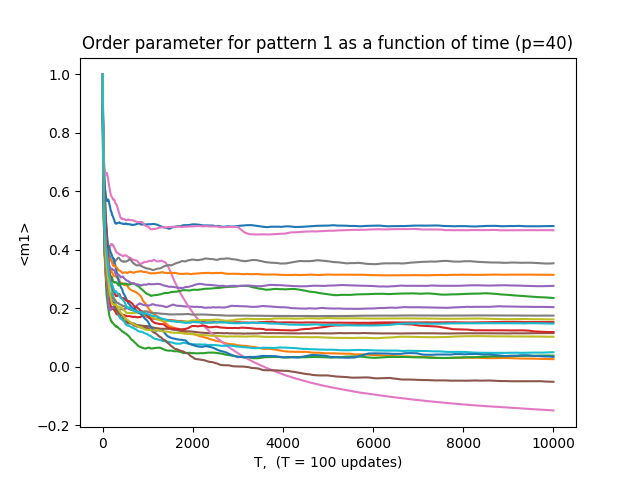 Order parameter for pattern 1 as a function of time (p=40)
1.0
0.8
0.6
0.4
0.2
0.0
−0.2
<m1>
0 2000 4000 6000 8000 10000
T,  (T = 100 updates)